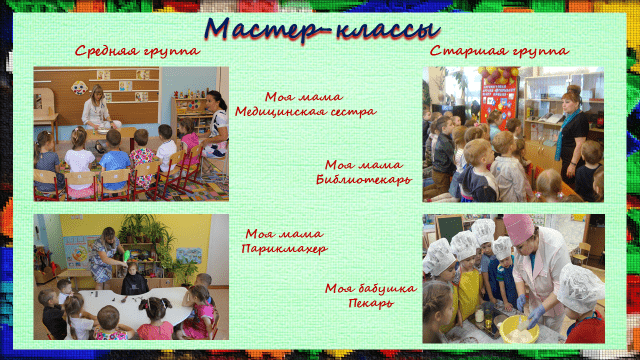 Мастер-классы
Средняя группа
Старшая группа
Моя мама
Медицинская сестра
Моя мама
Библиотекарь
Моя мама
Парикмахер
Моя бабушка
Пекарь